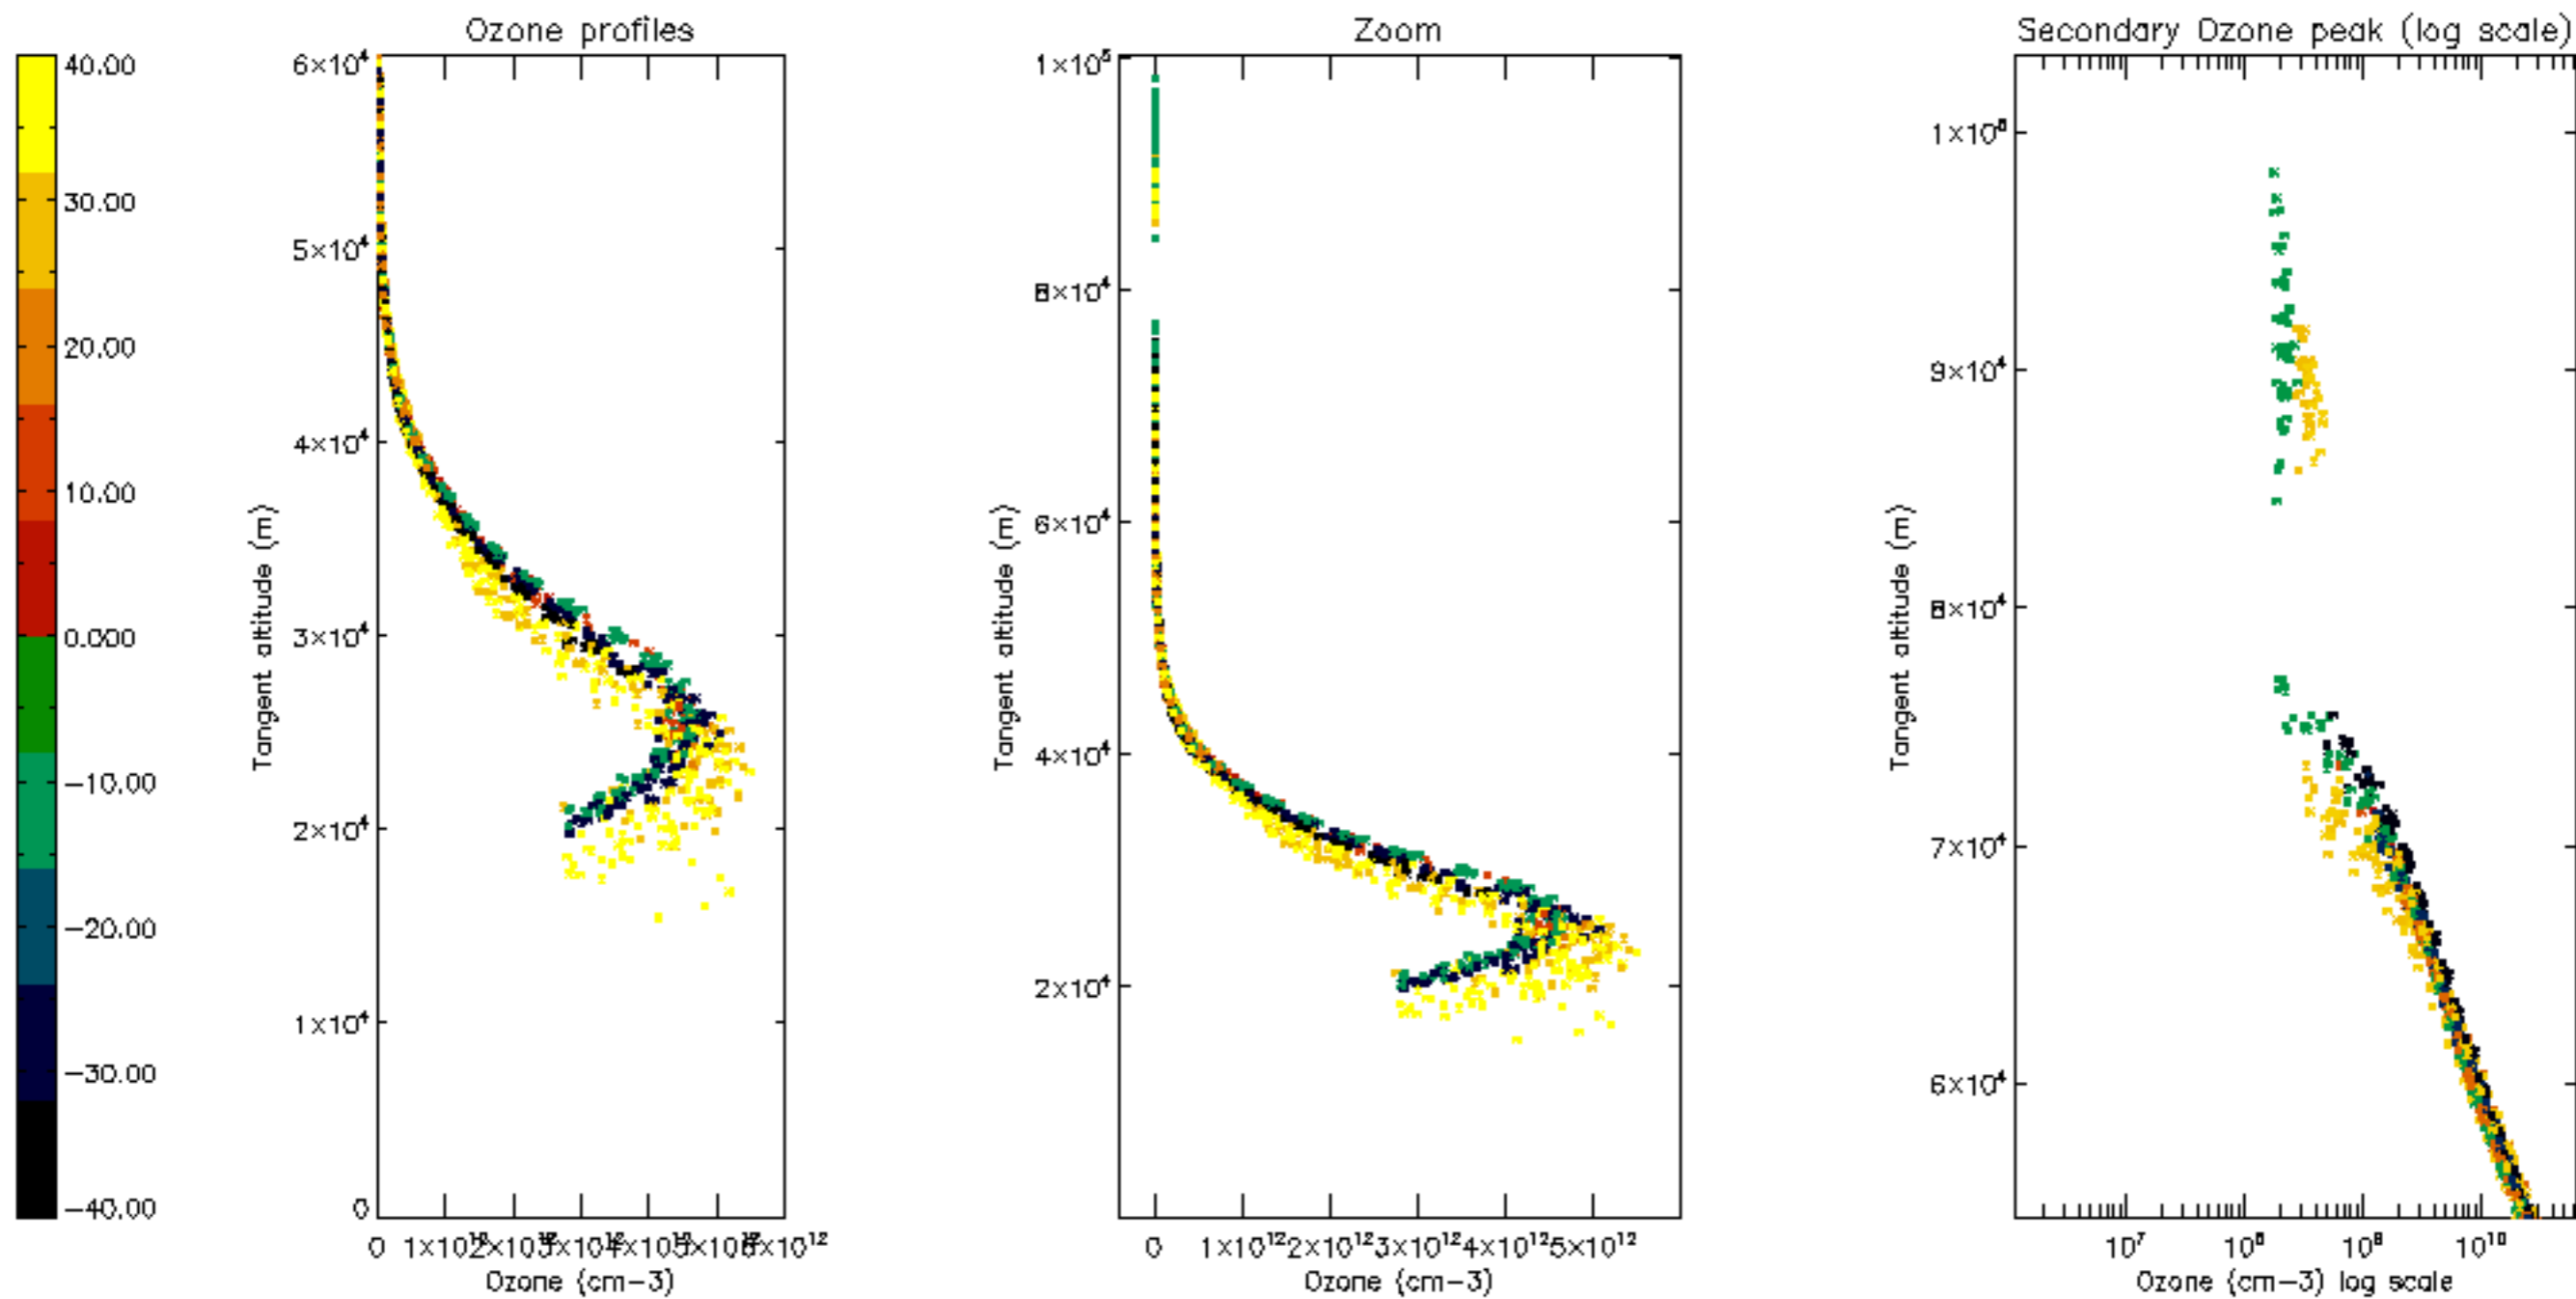 Ozone profiles
Zoom
Secondary Ozone peak (log scale)
40.00
30.00
20.00
10.00
-10.00
-20.00
-30.00
-40.00
6×10⁴
5×10⁴
4×10⁴
3×10⁴
2×10⁴
1×10⁴
0
Tangent altitude (m)
0
Ozone (cm-3)
1×10⁵
8×10⁴
6×10⁴
4×10⁴
2×10⁴
Tangent altitude (m)
0 1×10¹² 2×10¹² 3×10¹² 4×10¹² 5×10¹²
Ozone (cm-3)
9×10⁴
8×10⁴
7×10⁴
6×10⁴
Tangent altitude (m)
10⁷ 10⁸ 10⁹ 10¹⁰
Ozone (cm-3) log scale